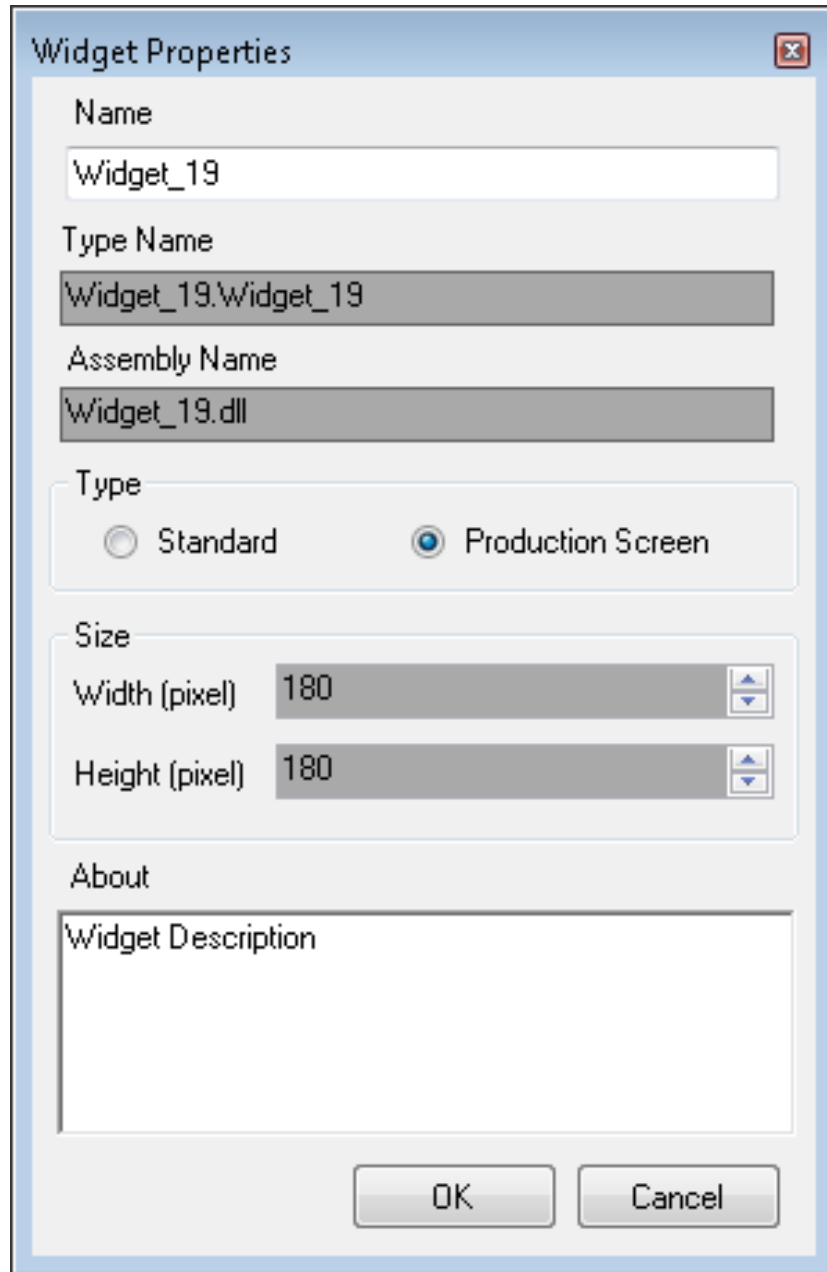 Widget Properties
Name
Widget_19
Type Name
Widget_19.Widget_19
Assembly Name
Widget_19.dll
Type
Standard Production Screen
Size
Width (pixel) 180
Height (pixel) 180
About
Widget Description
OK Cancel